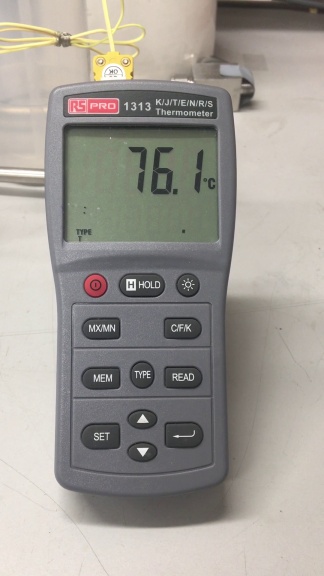 RS PRO 1313 K/J/T/E/N/R/S
Thermometer
76.1 °C
:
TYPE
T
H HOLD
MX/MN C/F/K
MEM TYPE READ
SET